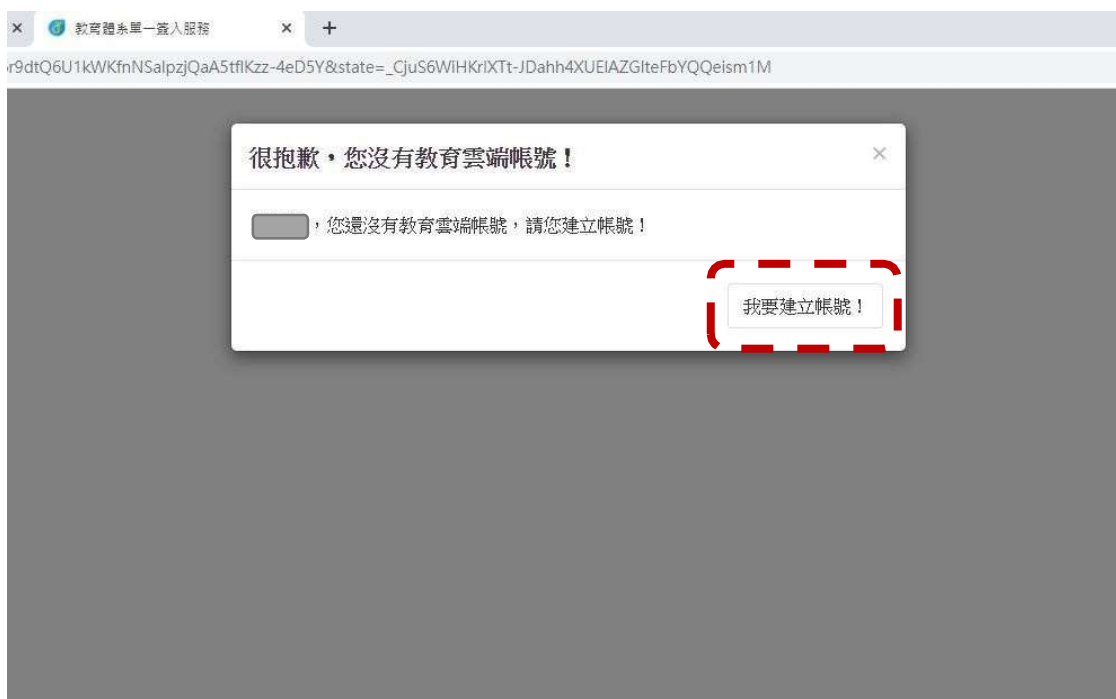 教育體系單一簽入服務
r9dtQ6U1kWKfnNSalpzjQaA5tflKzz-4eD5Y&state=_CjuS6WiHKrlXTt-JDahh4XUElAZGlteFbYQQeism1M
很抱歉，您沒有教育雲端帳號！
，您還沒有教育雲端帳號，請您建立帳號！
我要建立帳號！